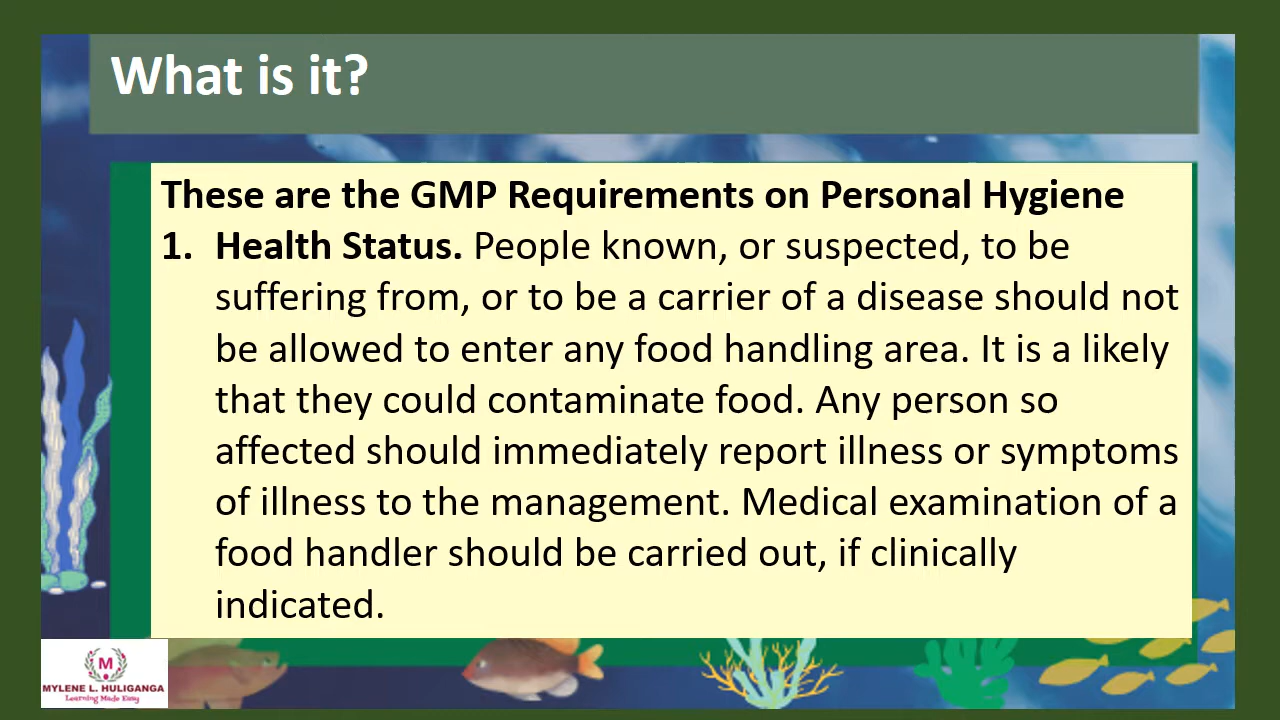 What is it?
These are the GMP Requirements on Personal Hygiene
1. Health Status. People known, or suspected, to be
suffering from, or to be a carrier of a disease should not
be allowed to enter any food handling area. It is a likely
that they could contaminate food. Any person so
affected should immediately report illness or symptoms
of illness to the management. Medical examination of a
food handler should be carried out, if clinically
indicated.
M
MYLENE L. HULIGANGA
Learning Made Easy